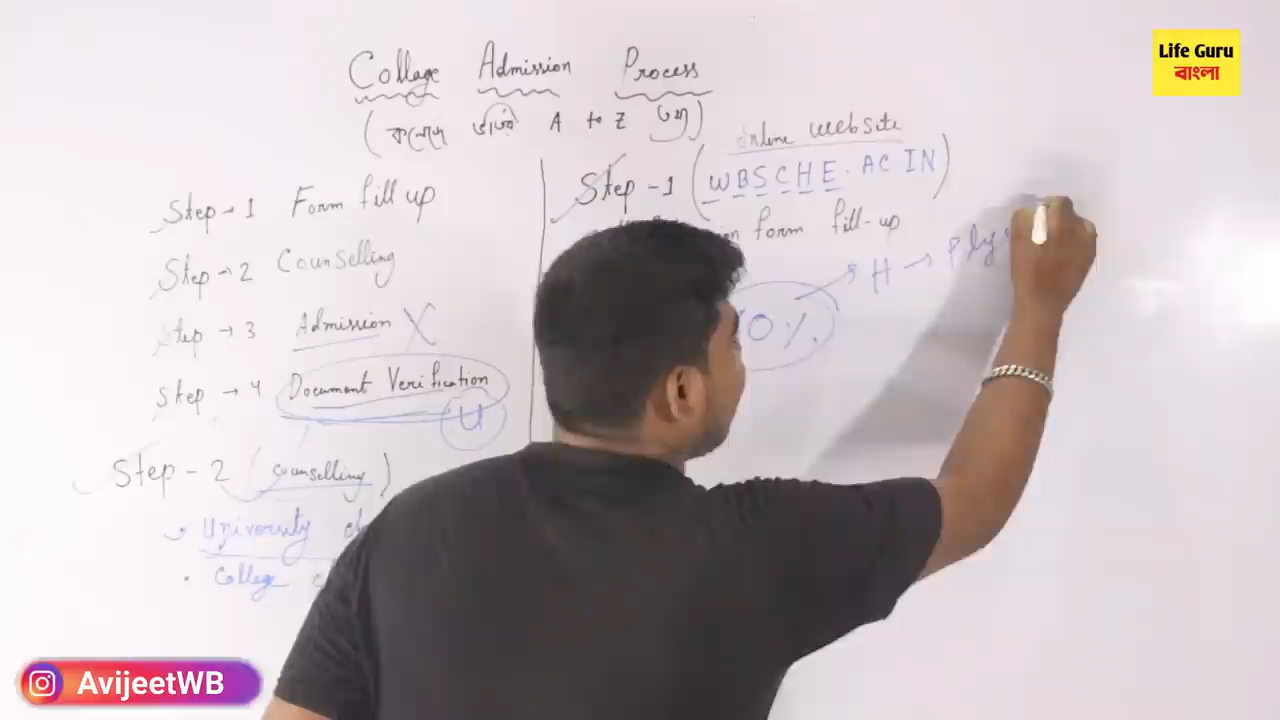 Life Guru
বাংলা
Collage Admission Process
(কলেজে ভর্তির A to Z তথ্য)
Step → 1 Form fill up
Step → 2 Counselling
Step → 3 Admission X
Step → 4 Document Verification
U
Step - 2 (counselling)
University
College
Online Website
Step - 1 (WBSCHE.AC IN)
form fill-up
0%. → H →
AvijeetWB